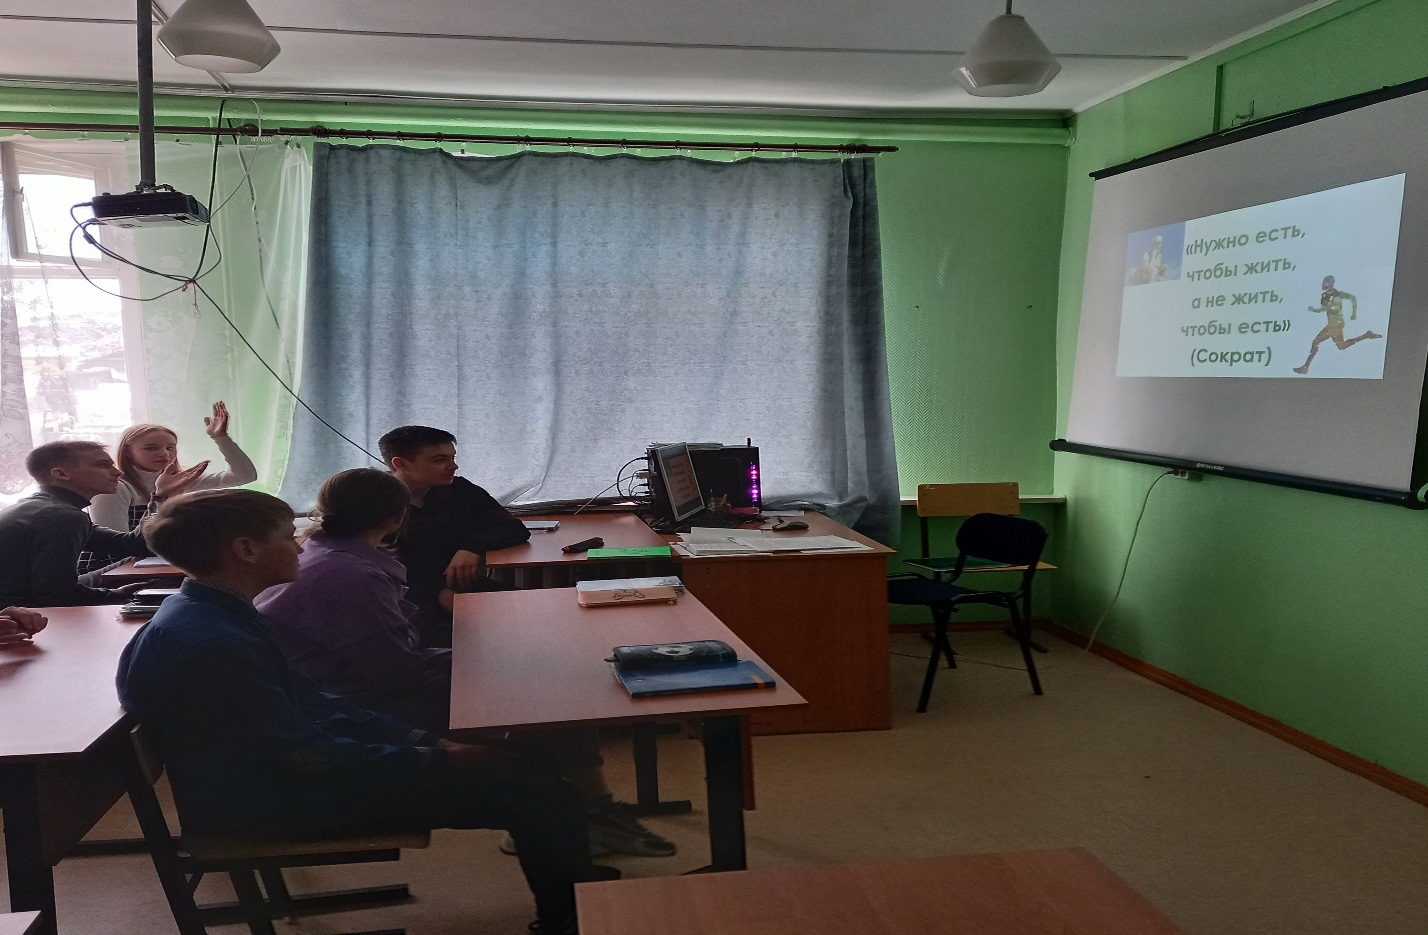 «Нужно есть,
чтобы жить,
а не жить,
чтобы есть»
(Сократ)